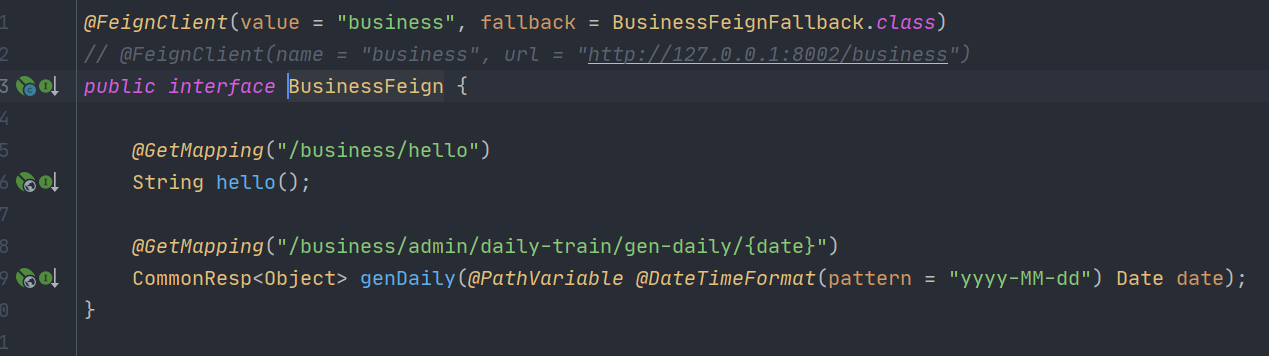 1 @FeignClient(value = "business", fallback = BusinessFeignFallback.class)
2 // @FeignClient(name = "business", url = "http://127.0.0.1:8002/business")
3 public interface BusinessFeign {
4
5 @GetMapping("/business/hello")
6 String hello();
7
8 @GetMapping("/business/admin/daily-train/gen-daily/{date}")
9 CommonResp<Object> genDaily(@PathVariable @DateTimeFormat(pattern = "yyyy-MM-dd") Date date);
0 }
1